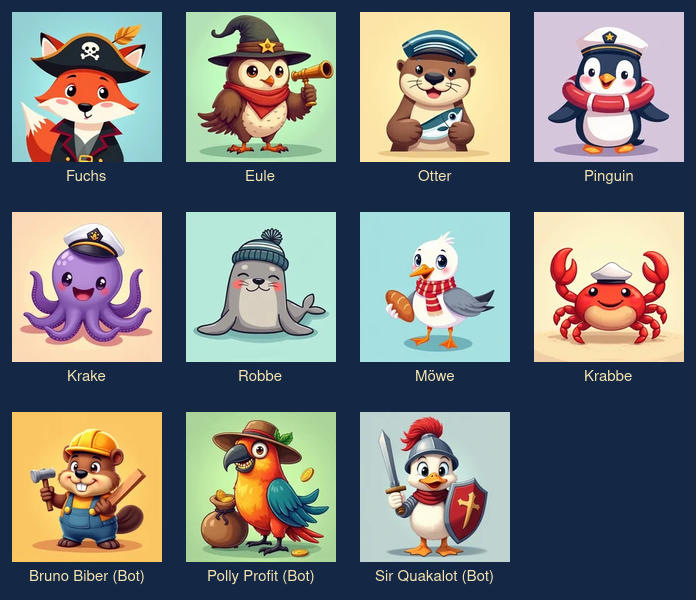 Fuchs
Eule
Otter
Pinguin
Krake
Robbe
Möwe
Krabbe
Bruno Biber (Bot)
Polly Profit (Bot)
Sir Quakalot (Bot)